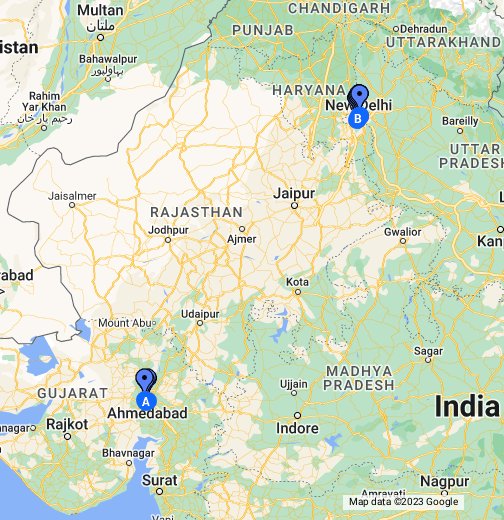 CHANDIGARH
Multan
ملتان
Dehradun
PUNJAB
UTTARAKHAND
istan
Bahawalpur
بہاولپور
Rahim
Yar Khan
رحیم یار خان
HARYANA
New Delhi
B
Bareilly
UTTAR
PRADESH
Jaisalmer
Jaipur
L
RAJASTHAN
Jodhpur
Ajmer
Gwalior
Kan
rabad
Kota
Mount Abu
Udaipur
Sagar
MADHYA
PRADESH
GUJARAT
A
Ahmedabad
Ujjain
India
nagar
Rajkot
Indore
Bhavnagar
Surat
Nagpur
Amravati
Map data ©2023 Google
Vapi